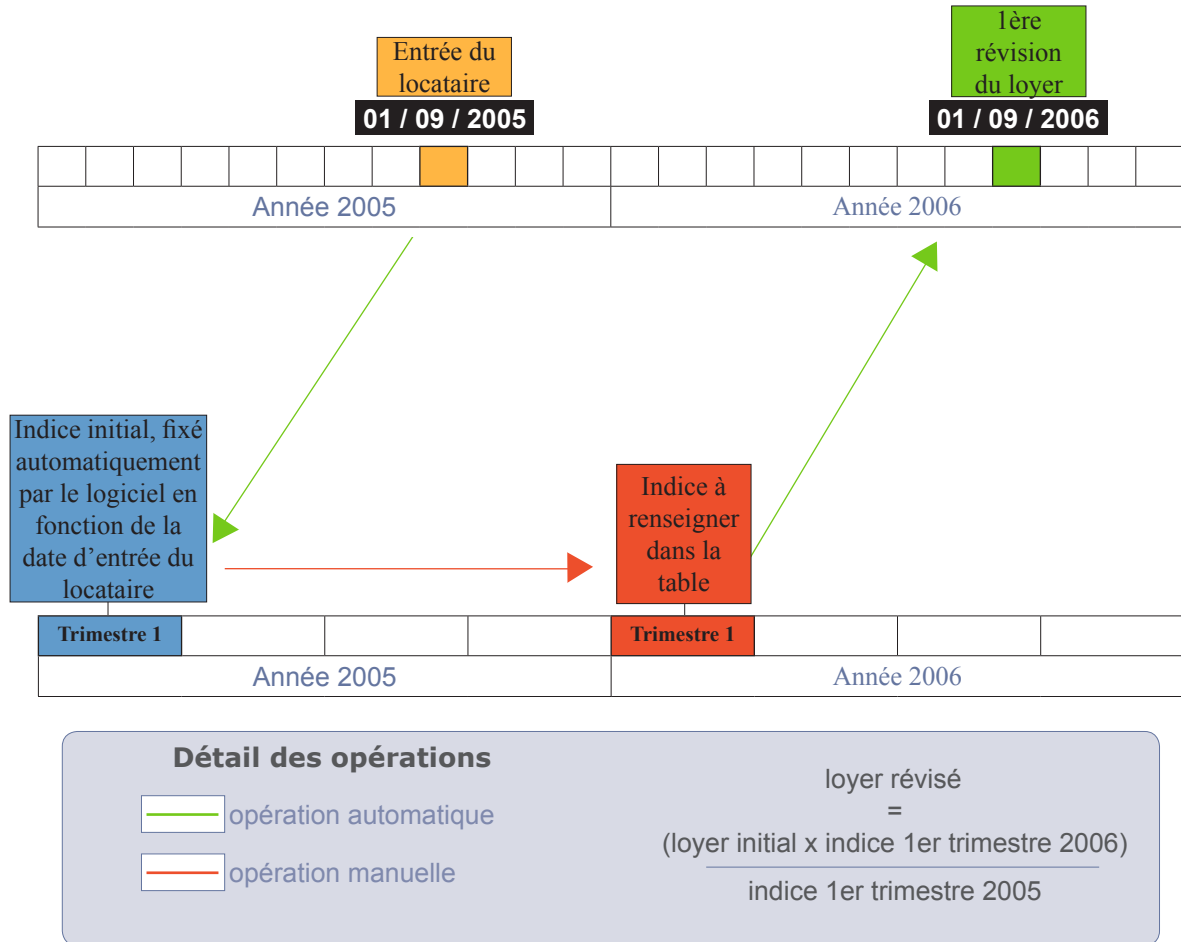 Entrée du
locataire
01 / 09 / 2005
1ère
révision
du loyer
01 / 09 / 2006
Année 2005
Année 2006
Indice initial, fixé
automatiquement
par le logiciel en
fonction de la
date d’entrée du
locataire
Indice à
renseigner
dans la
table
Trimestre 1
Trimestre 1
Année 2005
Année 2006
Détail des opérations
opération automatique
opération manuelle
loyer révisé
=
(loyer initial x indice 1er trimestre 2006)
indice 1er trimestre 2005